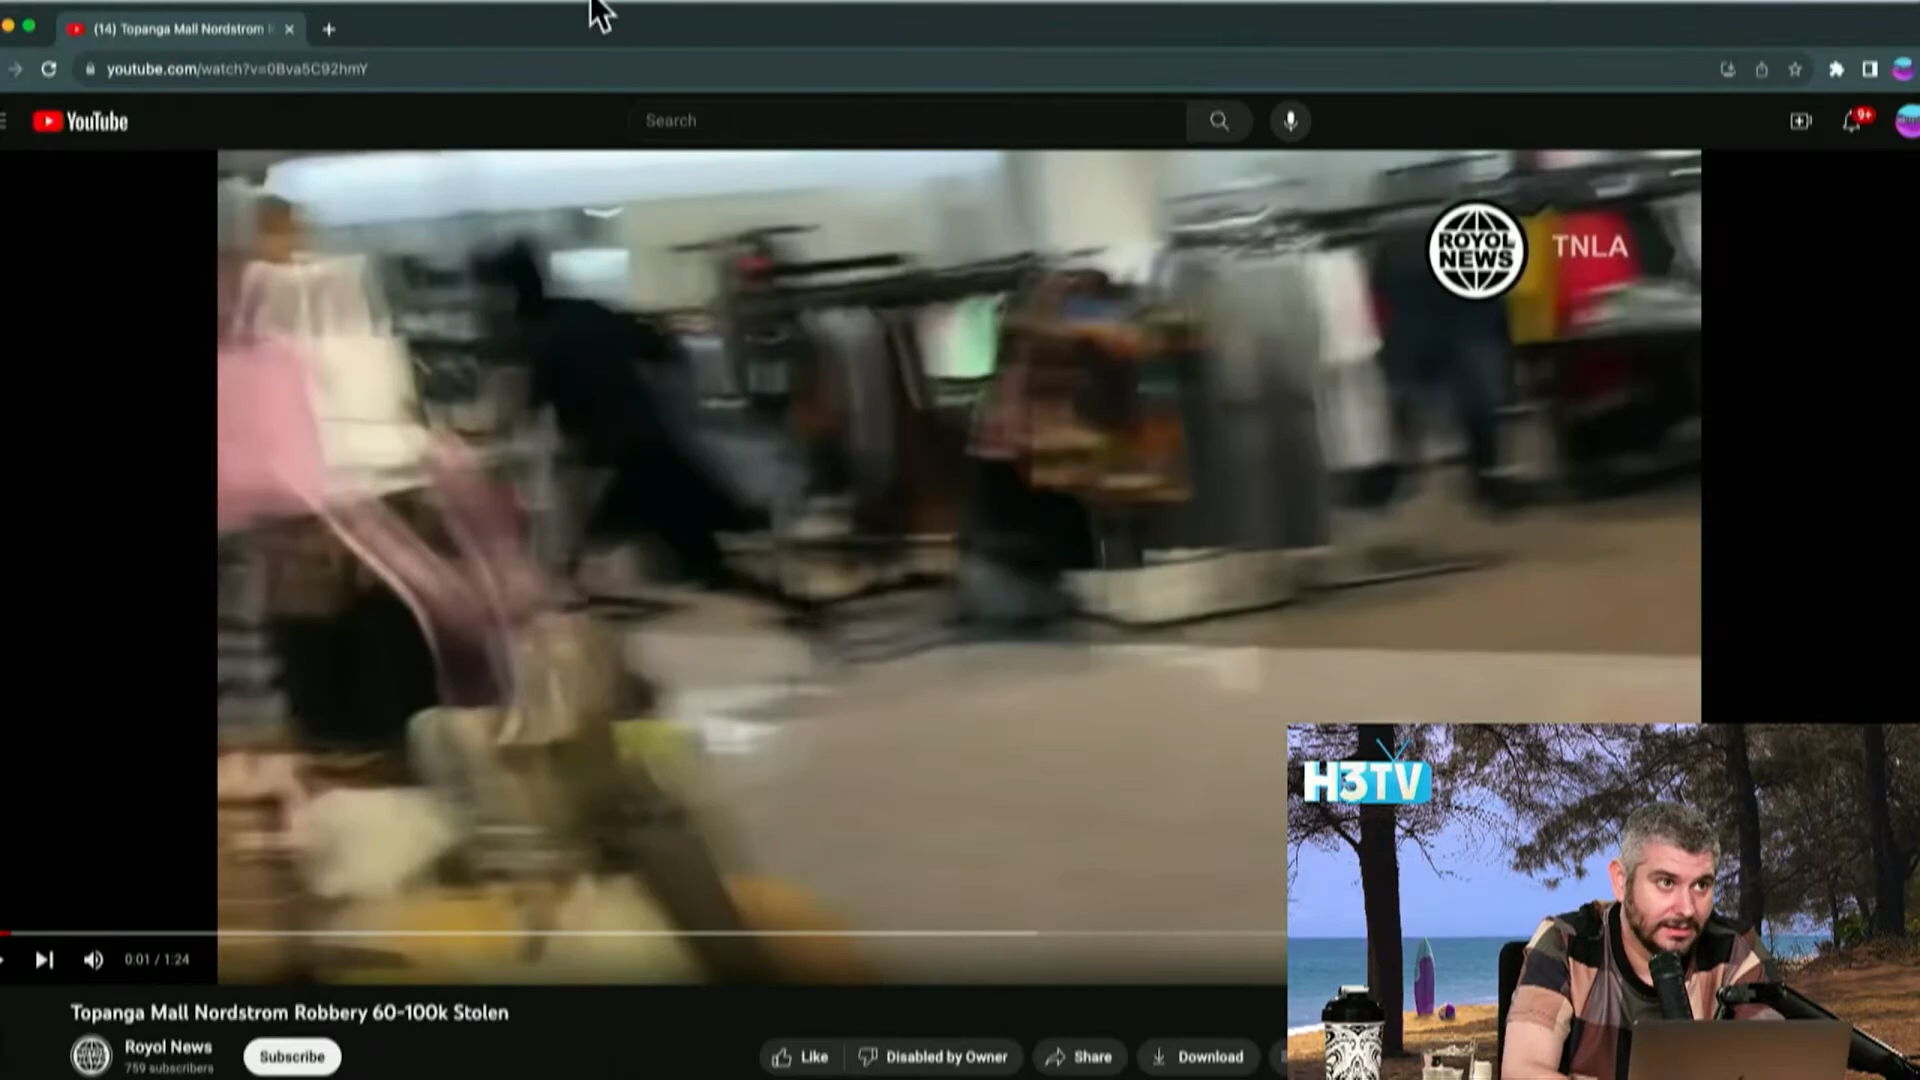 (14) Topanga Mall Nordstrom
youtube.com/watch?v=0Bva5C92hmY
YouTube
Search
9+
ROYOL
NEWS
TNLA
H3TV
0:01 / 1:24
Topanga Mall Nordstrom Robbery 60-100k Stolen
Royol News
759 subscribers
Subscribe
Like
Disabled by Owner
Share
Download